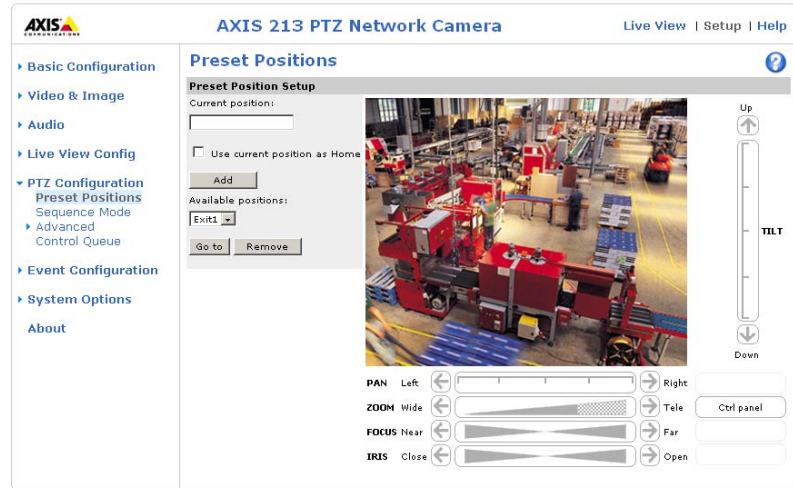 AXIS
COMMUNICATIONS
AXIS 213 PTZ Network Camera
Live View | Setup | Help
Basic Configuration
Video & Image
Audio
Live View Config
PTZ Configuration
Preset Positions
Sequence Mode
Advanced
Control Queue
Event Configuration
System Options
About
Preset Positions
?
Preset Position Setup
Current position:
Use current position as Home
Add
Available positions:
Exit1
Go to
Remove
Up
TILT
Down
PAN Left Right
ZOOM Wide Tele Ctrl panel
FOCUS Near Far
IRIS Close Open